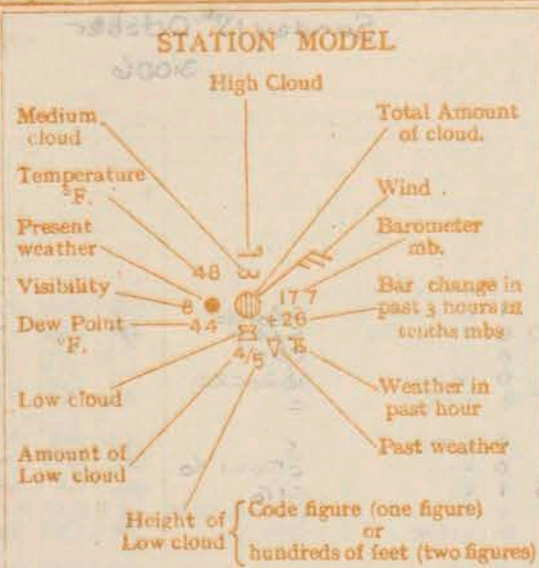 STATION MODEL
High Cloud
Medium
cloud
Total Amount
of cloud.
Temperature
°F.
Wind
Present
weather
Barometer
mb.
Visibility
Bar change in
past 3 hours in
tenths mbs
Dew Point
°F.
Low cloud
Weather in
past hour
Amount of
Low cloud
Past weather
48
8
177
44
+26
4/5
Height of
Low cloud
Code figure (one figure)
or
hundreds of feet (two figures)